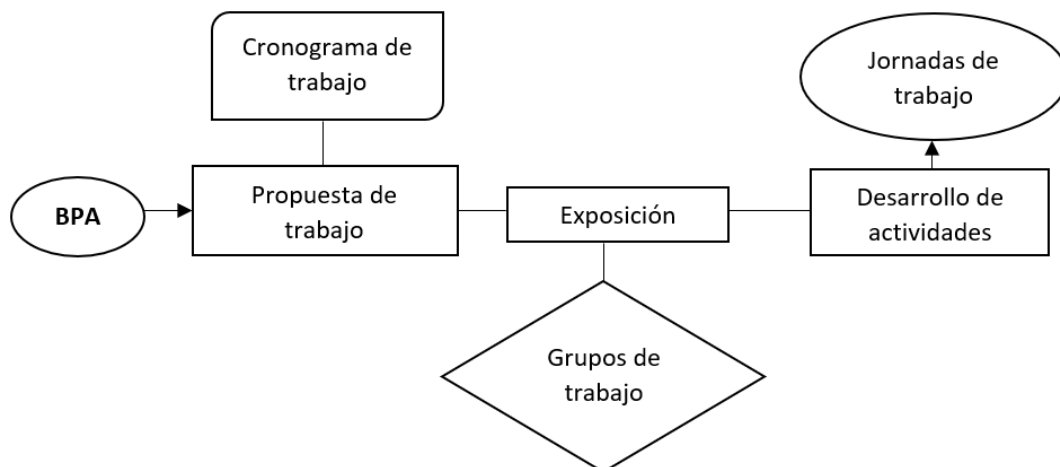 Cronograma de
trabajo
Jornadas de
trabajo
BPA
Propuesta de
trabajo
Exposición
Desarrollo de
actividades
Grupos de
trabajo